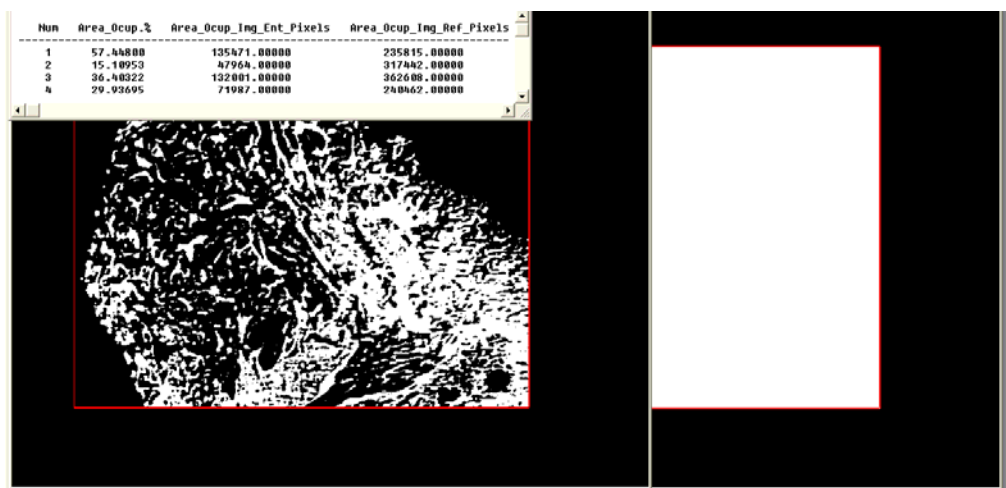 Num Area_Ocup.% Area_Ocup_Img_Ent_Pixels Area_Ocup_Img_Ref_Pixels
1 57.44800 135471.00000 235815.00000
2 15.10953 47964.00000 317442.00000
3 36.40322 132001.00000 362608.00000
4 29.93695 71987.00000 240462.00000